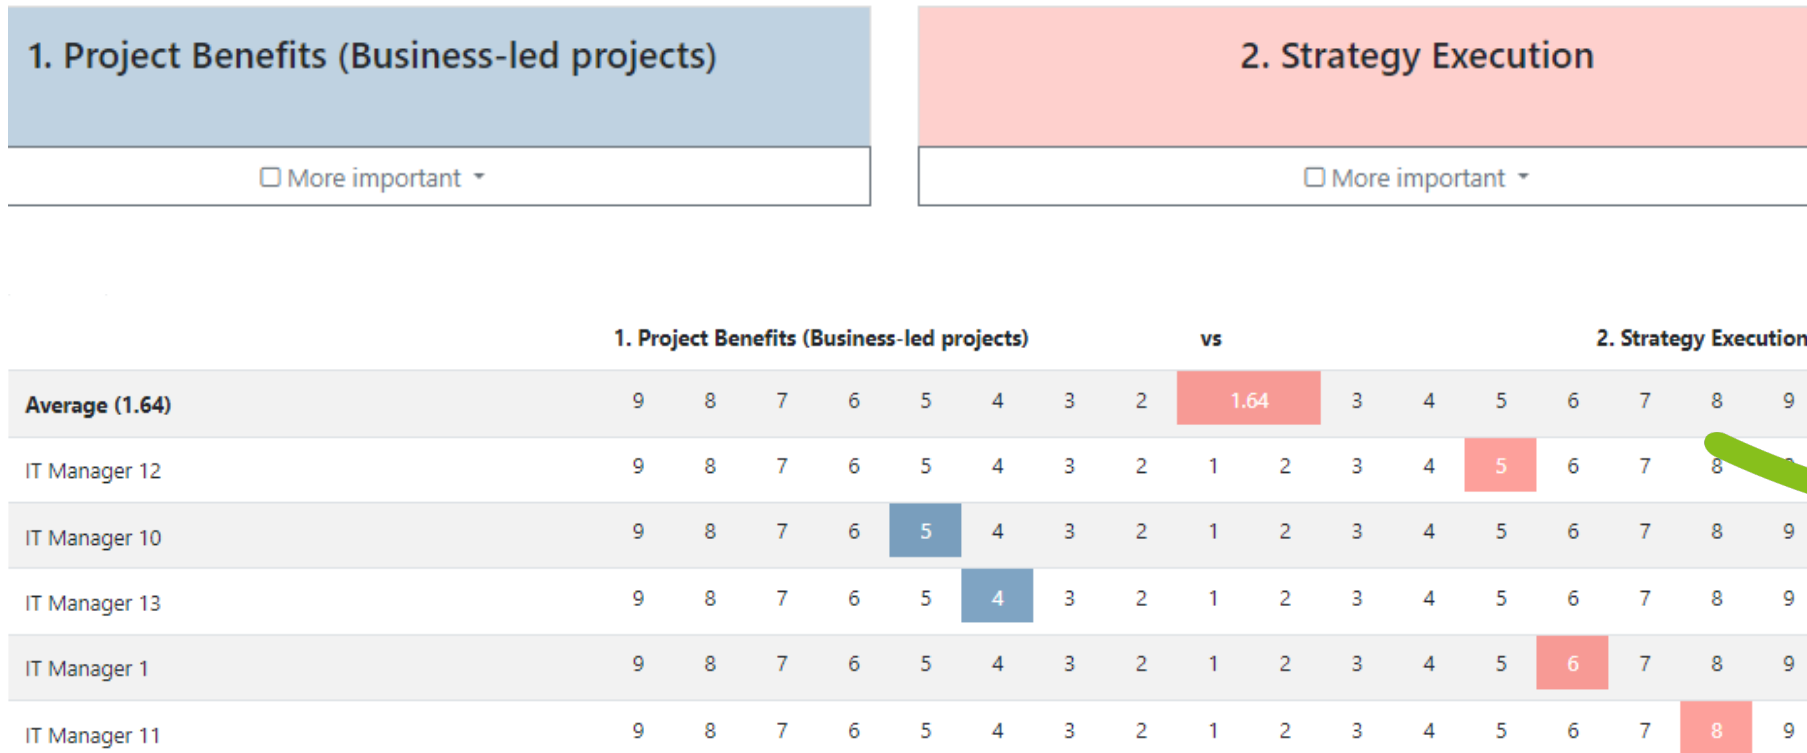 1. Project Benefits (Business-led projects) 2. Strategy Execution
More important More important
1. Project Benefits (Business-led projects) vs 2. Strategy Execution
Average (1.64) 9 8 7 6 5 4 3 2 1.64 3 4 5 6 7 8 9
IT Manager 12 9 8 7 6 5 4 3 2 1 2 3 4 5 6 7 8 9
IT Manager 10 9 8 7 6 5 4 3 2 1 2 3 4 5 6 7 8 9
IT Manager 13 9 8 7 6 5 4 3 2 1 2 3 4 5 6 7 8 9
IT Manager 1 9 8 7 6 5 4 3 2 1 2 3 4 5 6 7 8 9
IT Manager 11 9 8 7 6 5 4 3 2 1 2 3 4 5 6 7 8 9